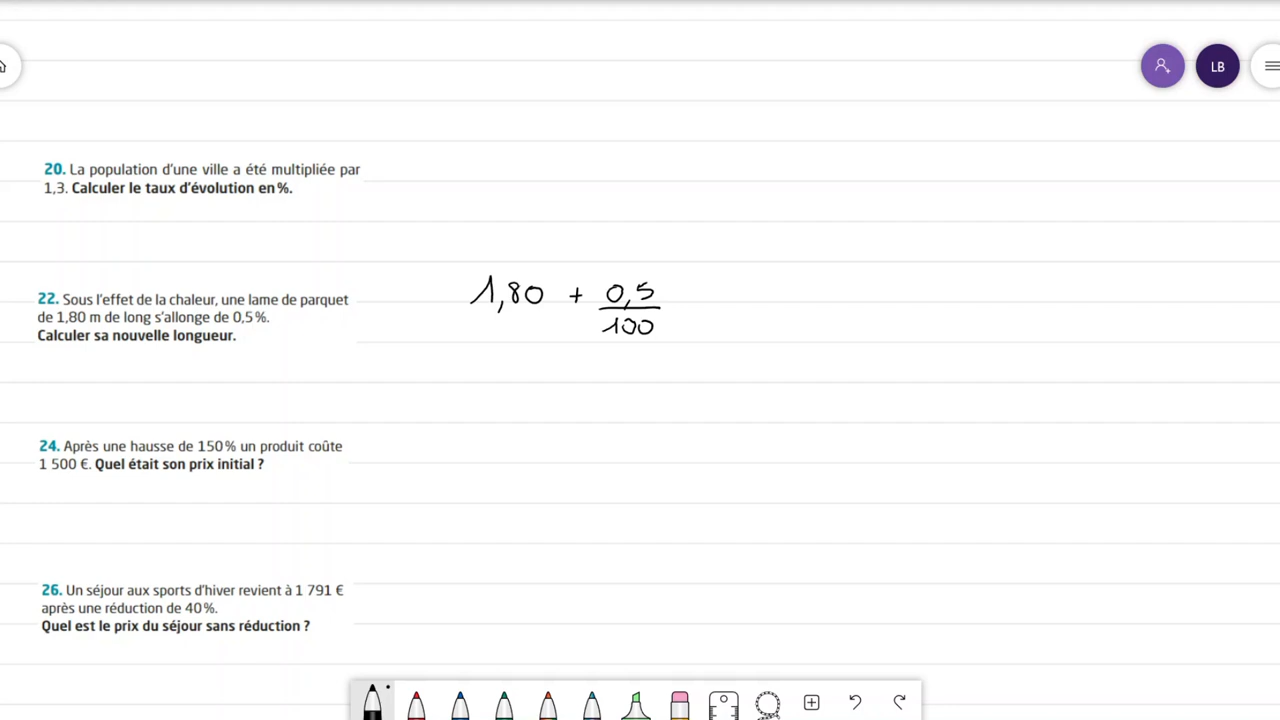 LB
20. La population d'une ville a été multipliée par
1,3. Calculer le taux d'évolution en %.
22. Sous l'effet de la chaleur, une lame de parquet
de 1,80 m de long s'allonge de 0,5 %.
Calculer sa nouvelle longueur.
1,80 + 0,5
100
24. Après une hausse de 150 % un produit coûte
1 500 €. Quel était son prix initial ?
26. Un séjour aux sports d'hiver revient à 1 791 €
après une réduction de 40 %.
Quel est le prix du séjour sans réduction ?